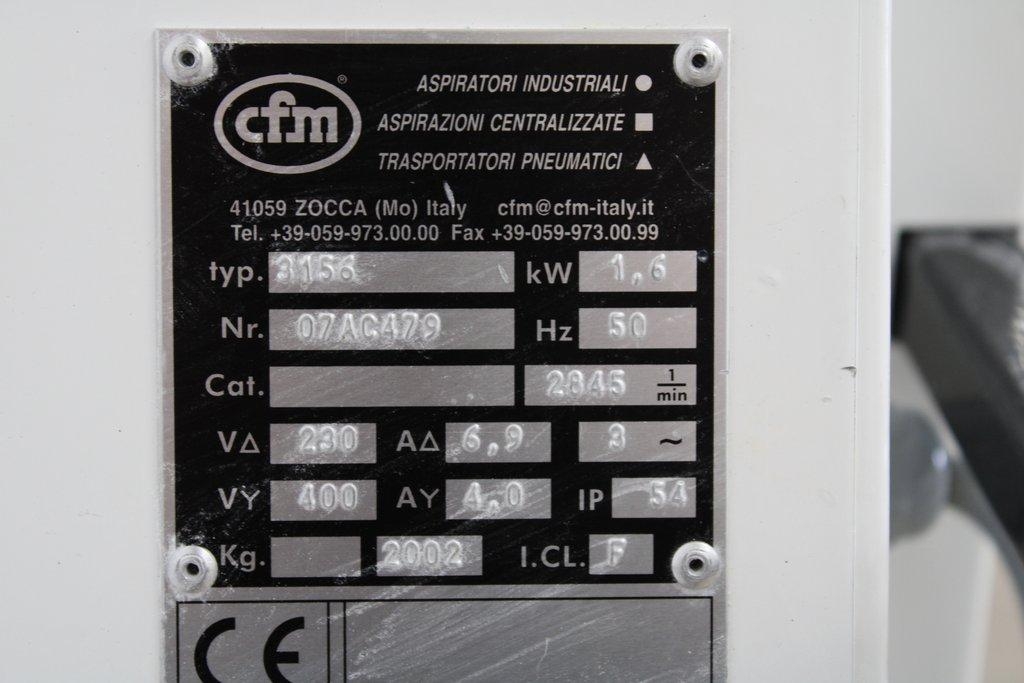 cfm ®
ASPIRATORI INDUSTRIALI ●
ASPIRAZIONI CENTRALIZZATE ■
TRASPORTATORI PNEUMATICI ▲
41059 ZOCCA (Mo) Italy cfm@cfm-italy.it
Tel. +39-059-973.00.00 Fax +39-059-973.00.99
typ. 3156 kW 1,6
Nr. 07AC479 Hz 50
Cat. 2845 1/min
V∆ 230 A∆ 6,9 3 ~
VY 400 AY 4,0 IP 54
Kg. 2002 I.CL. F
CE